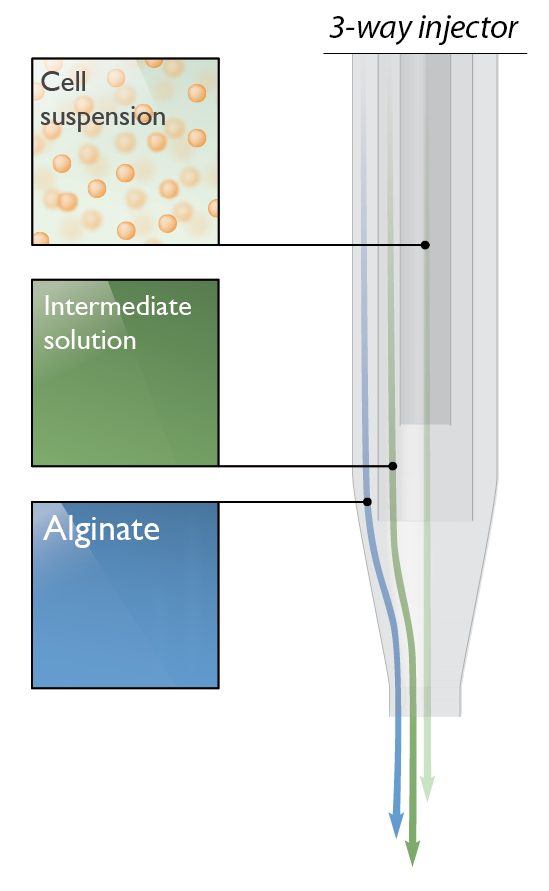 3-way injector
Cell
suspension
Intermediate
solution
Alginate